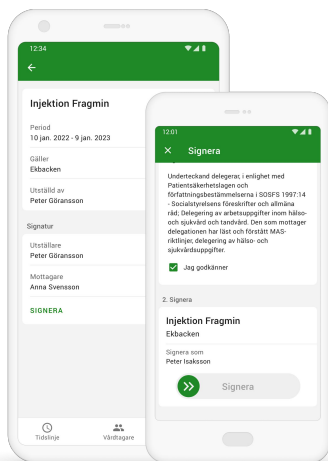 12:34
Injektion Fragmin
Period
10 jan. 2022 - 9 jan. 2023
Gäller
Ekbacken
Utställd av
Peter Göransson
Signatur
Utställare
Peter Göransson
Mottagare
Anna Svensson
SIGNERA
Tidslinje
Vårdtagare
12:01
Signera
Undertecknad delegerar, i enlighet med
Patientsäkerhetslagen och
författningsbestämmelserna i SOFS 1997:14
- Socialstyrelsens föreskrifter och allmäna
råd; Delegering av arbetsuppgifter inom hälso-
och sjukvård och tandvård. Den som mottager
delegationen har läst och förstått MAS-
riktlinjer, delegering av hälso- och
sjukvårdsuppgifter.
Jag godkänner
2. Signera
Injektion Fragmin
Ekbacken
Signera som
Peter Isaksson
Signera